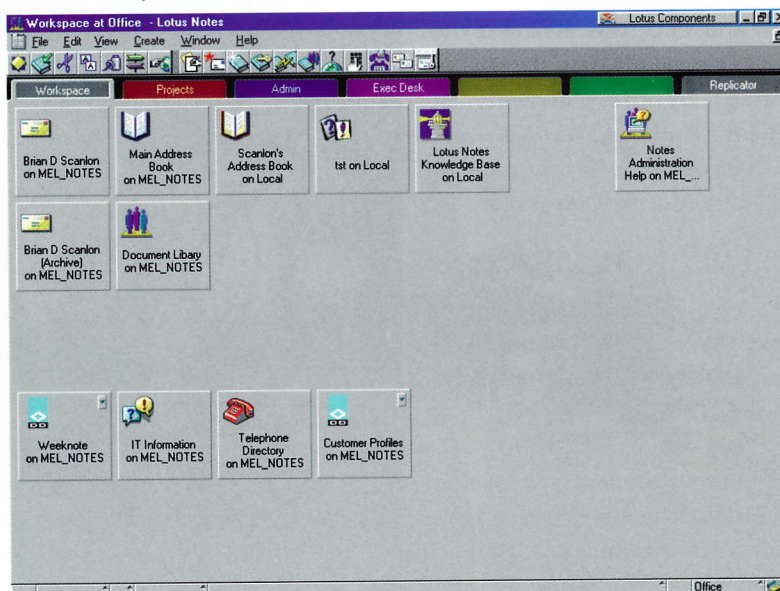 Workspace at Office - Lotus Notes
Lotus Components
File Edit View Create Window Help
Workspace
Projects
Admin
Exec Desk
Replicator
Brian D Scanlon
on MEL_NOTES
Main Address
Book
on MEL_NOTES
Scanlon's
Address Book
on Local
tst on Local
Lotus Notes
Knowledge Base
on Local
Notes
Administration
Help on MEL_...
Brian D Scanlon
(Archive)
on MEL_NOTES
Document Libary
on MEL_NOTES
Weeknote
on MEL_NOTES
IT Information
on MEL_NOTES
Telephone
Directory
on MEL_NOTES
Customer Profiles
on MEL_NOTES
Office